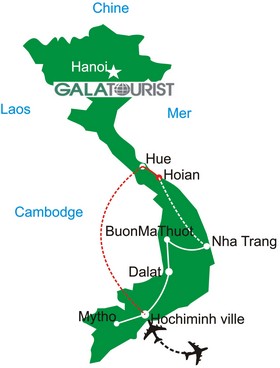 Chine
Hanoi
GALATOURIST
Laos
Mer
Hue
Hoian
Cambodge
BuonMaThuot
Nha Trang
Dalat
Mytho
Hochiminh ville